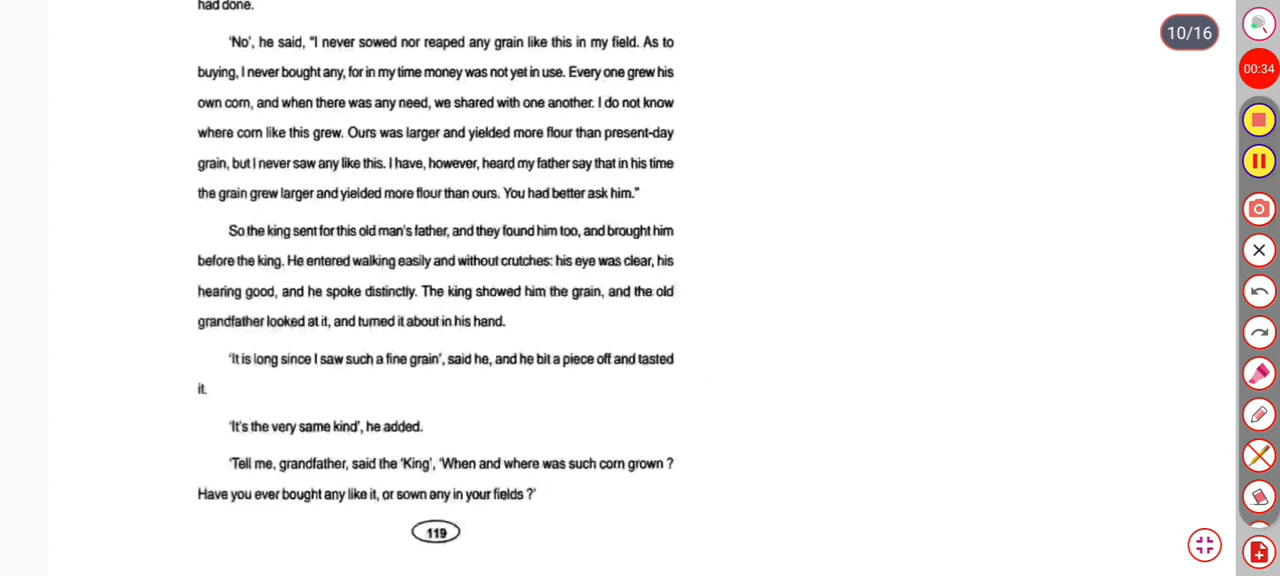 had done.
'No', he said, "I never sowed nor reaped any grain like this in my field. As to
buying, I never bought any, for in my time money was not yet in use. Every one grew his
own corn, and when there was any need, we shared with one another. I do not know
where corn like this grew. Ours was larger and yielded more flour than present-day
grain, but I never saw any like this. I have, however, heard my father say that in his time
the grain grew larger and yielded more flour than ours. You had better ask him."
So the king sent for this old man's father, and they found him too, and brought him
before the king. He entered walking easily and without crutches: his eye was clear, his
hearing good, and he spoke distinctly. The king showed him the grain, and the old
grandfather looked at it, and turned it about in his hand.
'It is long since I saw such a fine grain', said he, and he bit a piece off and tasted
it.
'It's the very same kind', he added.
'Tell me, grandfather, said the 'King', 'When and where was such corn grown ?
Have you ever bought any like it, or sown any in your fields ?'
119
10/16
00:34